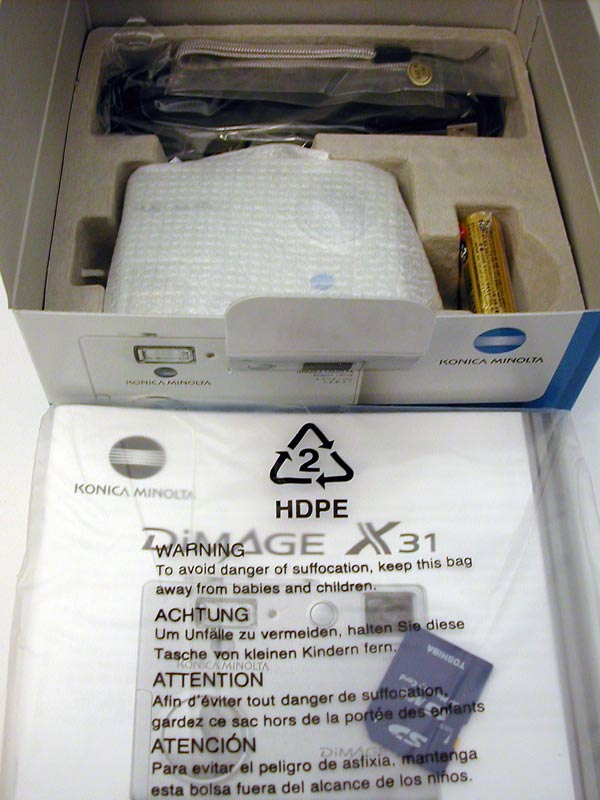 KONICA MINOLTA
KONICA MINOLTA
KONICA MINOLTA
2
HDPE
DiMAGE X31
WARNING
To avoid danger of suffocation, keep this bag
away from babies and children.
ACHTUNG
Um Unfälle zu vermeiden, halten Sie diese
Tasche von kleinen Kindern fern.
KONICA MINOLTA
TOSHIBA
ATTENTION
Afin d'éviter tout danger de suffocation,
gardez ce sac hors de la portée des enfants
SD
DiMAGE
ATENCIÓN
Para evitar el peligro de asfixia, mantenga
esta bolsa fuera del alcance de los niños.